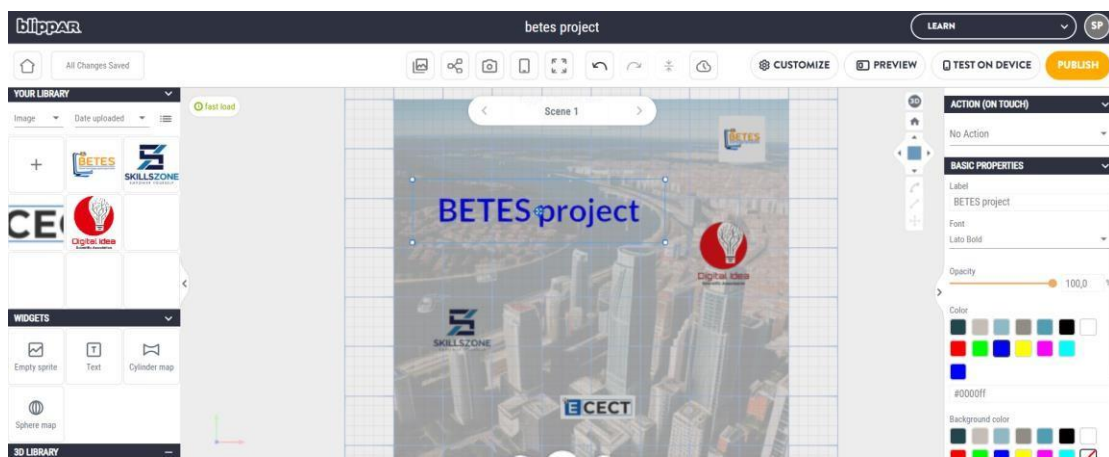 blippAR
betes project
LEARN
SP
All Changes Saved
CUSTOMIZE
PREVIEW
TEST ON DEVICE
PUBLISH
YOUR LIBRARY
Image
Date uploaded
BETES
SKILLSZONE
CE
Digital Idea
WIDGETS
Empty sprite
Text
Cylinder map
Sphere map
3D LIBRARY
fast load
Scene 1
BETES
BETES project
Digital Idea
SKILLSZONE
E CECT
3D
ACTION (ON TOUCH)
No Action
BASIC PROPERTIES
Label
BETES project
Font
Lato Bold
Opacity
100,0
Color
#0000ff
Background color